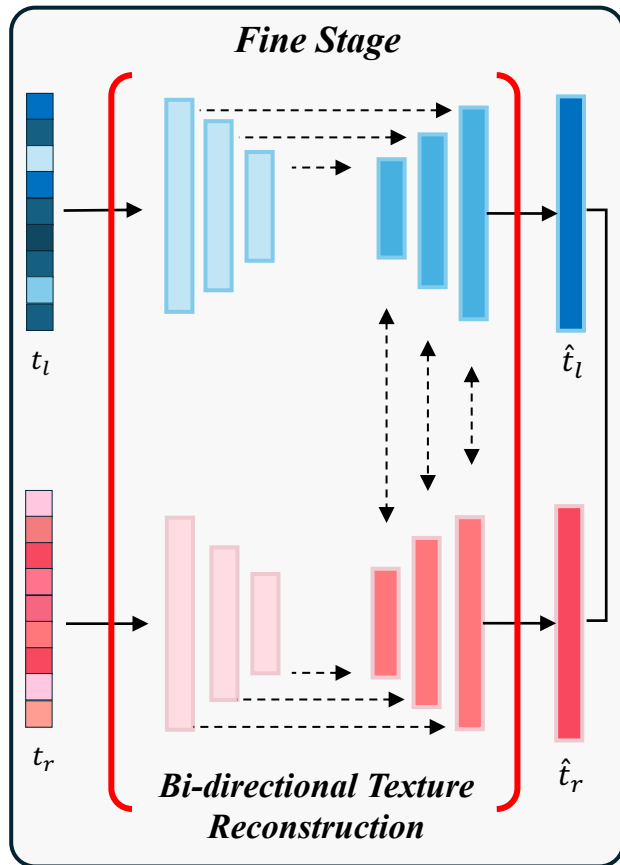 Fine Stage
t_l
t̂_l
t_r
t̂_r
Bi-directional Texture
Reconstruction